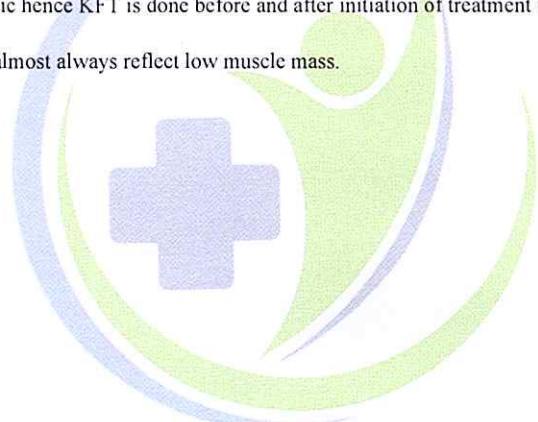 ic hence KFT is done before and after initiation of treatment
almost always reflect low muscle mass.